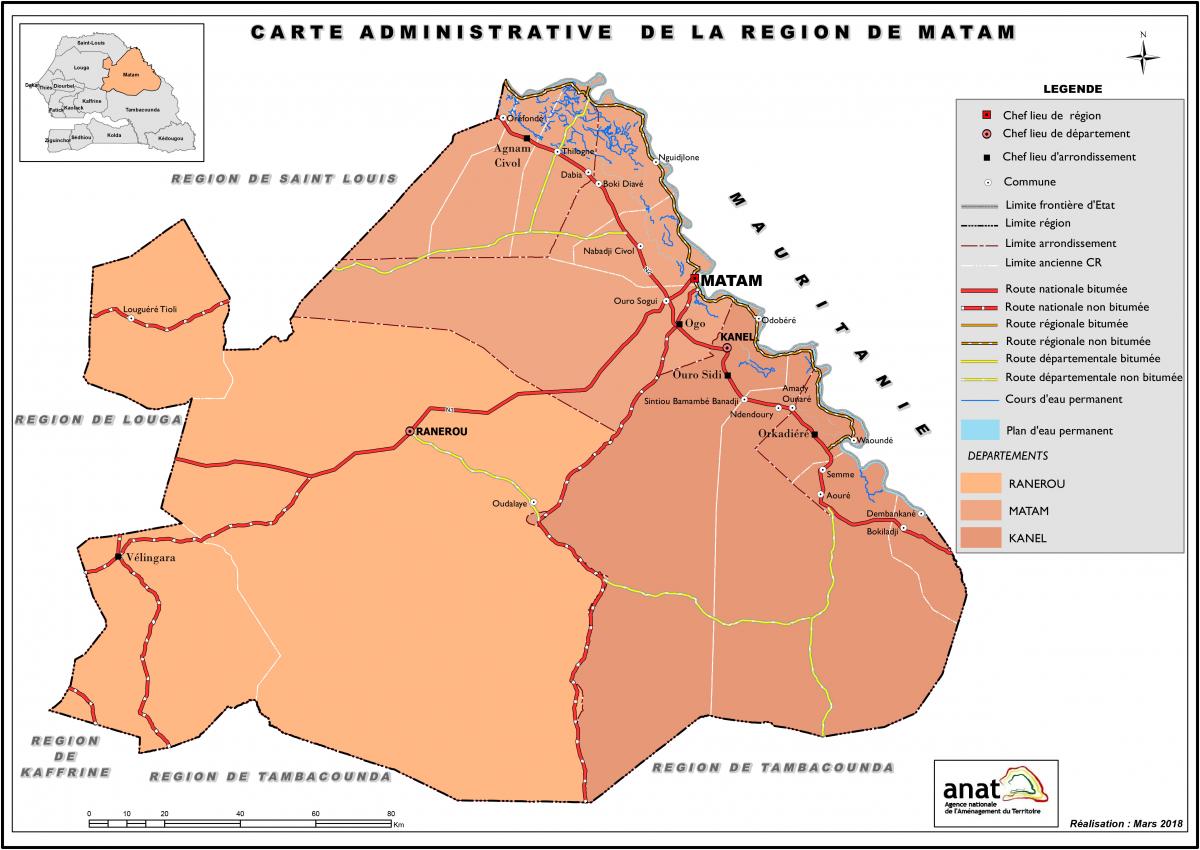 CARTE ADMINISTRATIVE DE LA REGION DE MATAM
Saint-Louis
Louga
Matam
Dakar
Thiès
Diourbel
Fatick
Kaolack
Kaffrine
Tambacounda
Ziguinchor
Sédhiou
Kolda
Kédougou
N
LEGENDE
Chef lieu de région
Chef lieu de département
Chef lieu d'arrondissement
Commune
Limite frontière d'Etat
Limite région
Limite arrondissement
Limite ancienne CR
Route nationale bitumée
Route nationale non bitumée
Route régionale bitumée
Route régionale non bitumée
Route départementale bitumée
Route départementale non bitumée
Cours d'eau permanent
Plan d'eau permanent
DEPARTEMENTS
RANEROU
MATAM
KANEL
REGION DE SAINT LOUIS
MAURITANIE
REGION DE LOUGA
REGION
DE
KAFFRINE
REGION DE TAMBACOUNDA
REGION DE TAMBACOUNDA
Oréfondé
Agnam
Civol
Thilogne
Nguidjlone
Dabia
Boki Diavé
Nabadji Civol
N2
MATAM
Ouro Sogui
Ogo
Odobéré
KANEL
Ouro Sidi
Amady
Ounaré
Sintiou Bamambé Banadji
Ndendoury
Orkadiéré
Waoundé
Semme
Aouré
Dembankané
Bokiladji
Louguéré Tioli
N3
RANEROU
Oudalaye
Vélingara
0 20 40 60 80
Km
anat
Agence nationale
de l'Aménagement du Territoire
Réalisation : Mars 2018